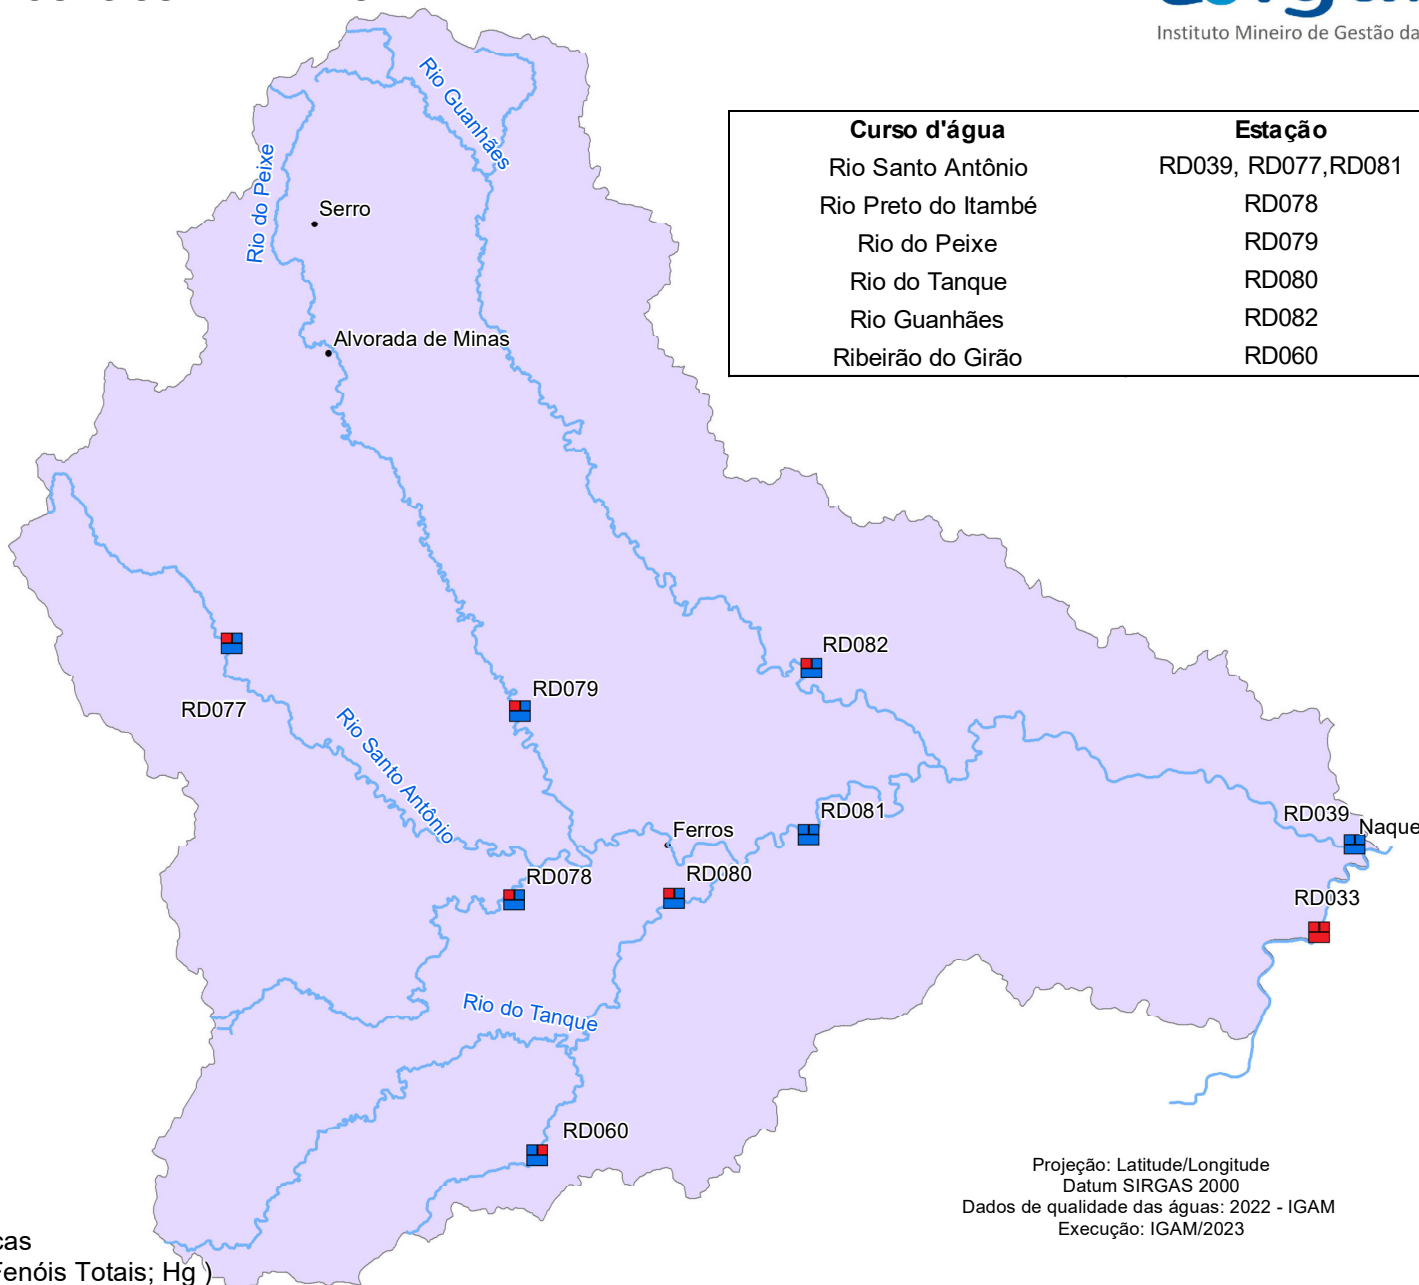 Instituto Mineiro de Gestão da
Curso d'água Estação
Rio Santo Antônio RD039, RD077,RD081
Rio Preto do Itambé RD078
Rio do Peixe RD079
Rio do Tanque RD080
Rio Guanhães RD082
Ribeirão do Girão RD060
Rio Guanhães
Rio do Peixe
Serro
Alvorada de Minas
RD082
RD079
RD077
Rio Santo Antônio
RD081
RD039
Naque
Ferros
RD078
RD080
RD033
Rio do Tanque
RD060
Projeção: Latitude/Longitude
Datum SIRGAS 2000
Dados de qualidade das águas: 2022 - IGAM
Execução: IGAM/2023
cas
Fenóis Totais; Hg )